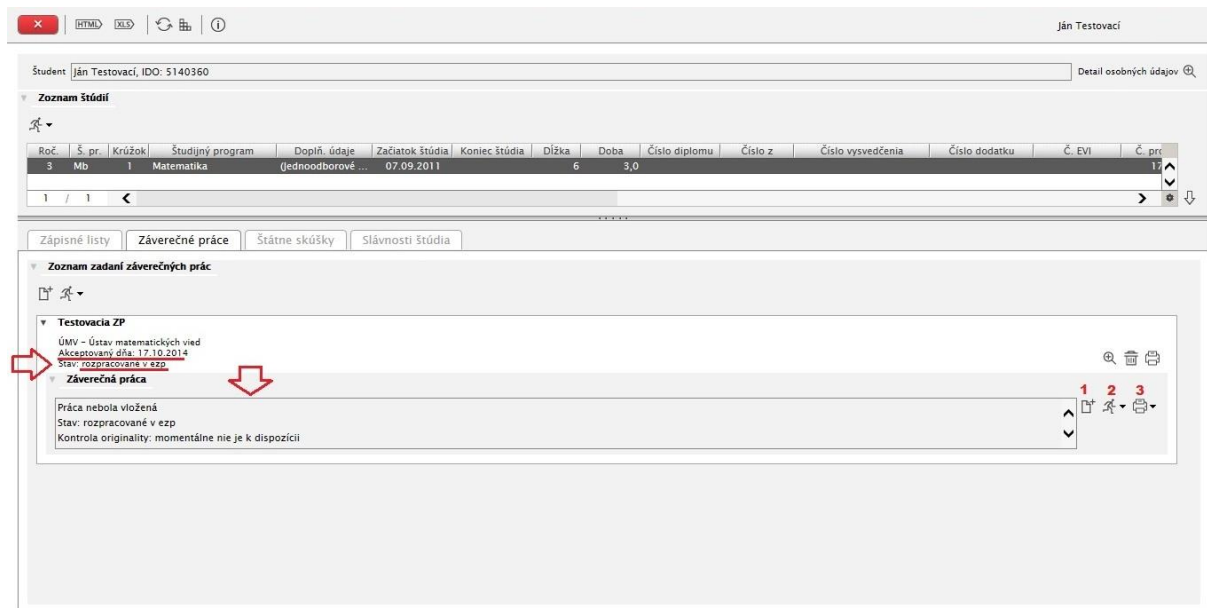 HTML XLS Ján Testovací
Študent Ján Testovací, IDO: 5140360 Detail osobných údajov
Zoznam štúdií
Roč. Š. pr. Krúžok Študijný program Doplň. údaje Začiatok štúdia Koniec štúdia Dĺžka Doba Číslo diplomu Číslo z Číslo vysvedčenia Číslo dodatku Č. EVI Č. pro
3 Mb 1 Matematika (Jednoodborové ... 07.09.2011 6 3,0 17
1 / 1
Zápisné listy Záverečné práce Štátne skúšky Slávnosti štúdia
Zoznam zadaní záverečných prác
Testovacia ZP
ÚMV – Ústav matematických vied
Akceptovaný dňa: 17.10.2014
Stav: rozpracované v ezp
Záverečná práca
1 2 3
Práca nebola vložená
Stav: rozpracované v ezp
Kontrola originality: momentálne nie je k dispozícii